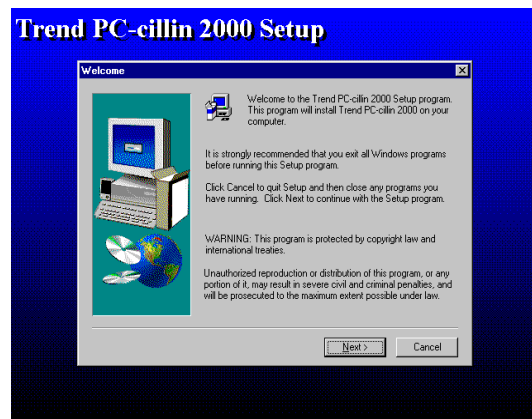 Trend PC-cillin 2000 Setup
Welcome
Welcome to the Trend PC-cillin 2000 Setup program.
This program will install Trend PC-cillin 2000 on your
computer.
It is strongly recommended that you exit all Windows programs
before running this Setup program.
Click Cancel to quit Setup and then close any programs you
have running. Click Next to continue with the Setup program.
WARNING: This program is protected by copyright law and
international treaties.
Unauthorized reproduction or distribution of this program, or any
portion of it, may result in severe civil and criminal penalties, and
will be prosecuted to the maximum extent possible under law.
Next >
Cancel